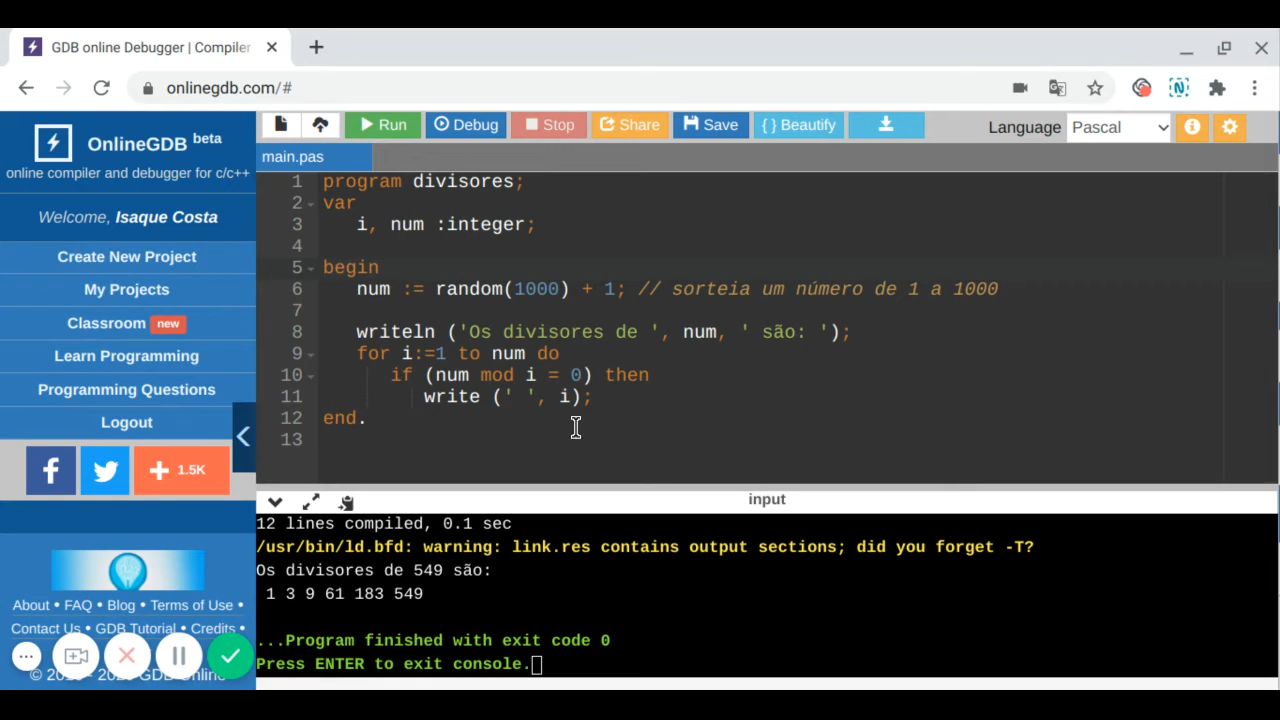 GDB online Debugger | Compiler
onlinegdb.com/#
OnlineGDB beta
online compiler and debugger for c/c++
Welcome, Isaque Costa
Create New Project
My Projects
Classroom new
Learn Programming
Programming Questions
Logout
1.5K
About • FAQ • Blog • Terms of Use •
Contact Us • GDB Tutorial • Credits •
GDB Online
Run Debug Stop Share Save { } Beautify Language Pascal
main.pas
1 program divisores;
2 var
3 i, num :integer;
4
5 begin
6 num := random(1000) + 1; // sorteia um número de 1 a 1000
7
8 writeln ('Os divisores de ', num, ' são: ');
9 for i:=1 to num do
10 if (num mod i = 0) then
11 write (' ', i);
12 end.
13
input
12 lines compiled, 0.1 sec
/usr/bin/ld.bfd: warning: link.res contains output sections; did you forget -T?
Os divisores de 549 são:
1 3 9 61 183 549
...Program finished with exit code 0
Press ENTER to exit console.